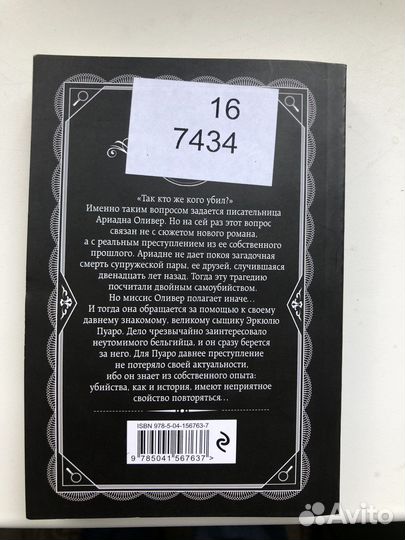 16
7434
«Так кто же кого убил?»
Именно таким вопросом задается писательница
Ариадна Оливер. Но на сей раз этот вопрос
связан не с сюжетом нового романа,
а с реальным преступлением из ее собственного
прошлого. Ариадне не дает покоя загадочная
смерть супружеской пары, ее друзей, случившаяся
двенадцать лет назад. Тогда эту трагедию
посчитали двойным самоубийством.
Но миссис Оливер полагает иначе...
И тогда она обращается за помощью к своему
давнему знакомому, великому сыщику Эркюлю
Пуаро. Дело чрезвычайно заинтересовало
неутомимого бельгийца, и он сразу берется
за него. Для Пуаро давнее преступление
не потеряло своей актуальности,
ибо он знает из собственного опыта:
убийства, как и история, имеют неприятное
свойство повторяться...
ISBN 978-5-04-156763-7
9 785041 567637>
Avito